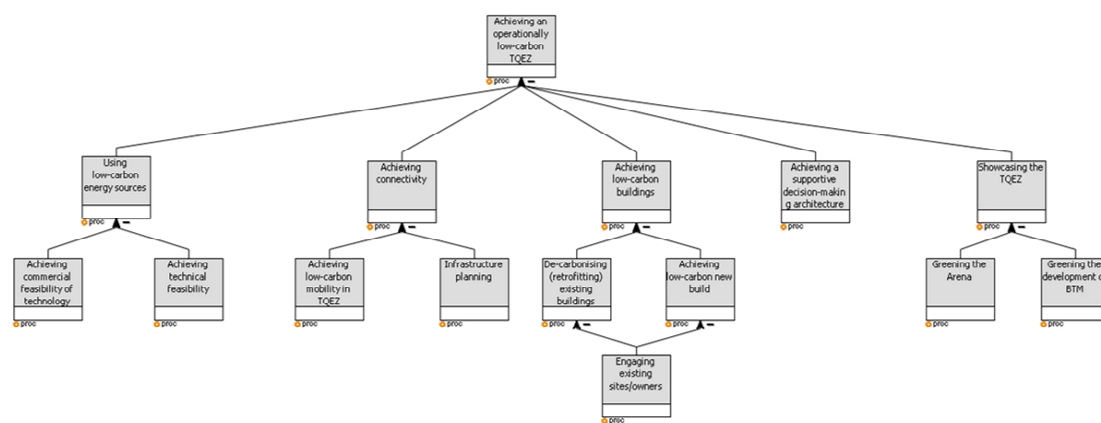 Achieving an
operationally
low-carbon
TQEZ
proc
Using
low-carbon
energy sources
proc
Achieving
connectivity
proc
Achieving
low-carbon
buildings
proc
Achieving a
supportive
decision-makin
g architecture
proc
Showcasing the
TQEZ
proc
Achieving
commercial
feasibility of
technology
proc
Achieving
technical
feasibility
proc
Achieving
low-carbon
mobility in
TQEZ
proc
Infrastructure
planning
proc
De-carbonising
(retrofitting)
existing
buildings
proc
Achieving
low-carbon new
build
proc
Greening the
Arena
proc
Greening the
development o
BTM
proc
Engaging
existing
sites/owners
proc